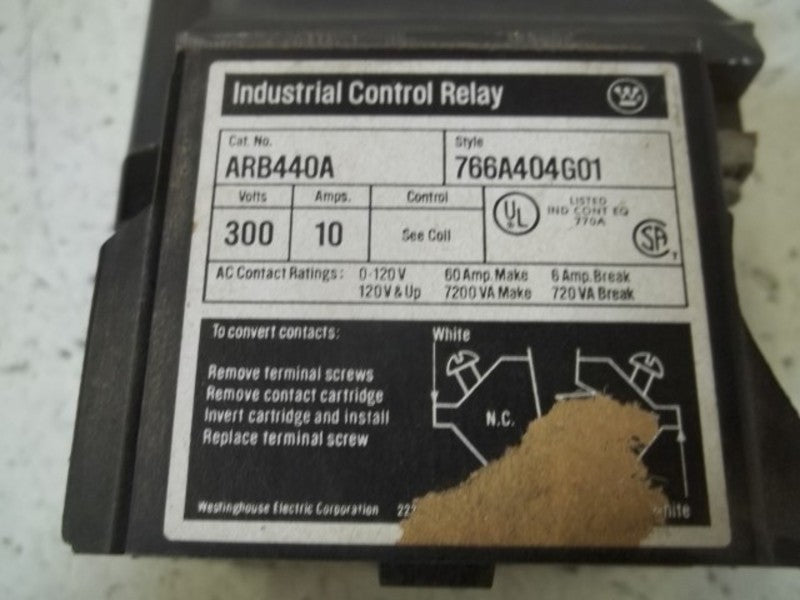 Industrial Control Relay
W
Cat. No.
ARB440A
Style
766A404G01
Volts
300
Amps.
10
Control
See Coil
UL
LISTED
IND CONT EQ
770A
SA
AC Contact Ratings: 0-120V 60 Amp. Make 6 Amp. Break
120V & Up 7200 VA Make 720 VA Break
To convert contacts:
Remove terminal screws
Remove contact cartridge
Invert cartridge and install
Replace terminal screw
White
N.C.
Westinghouse Electric Corporation